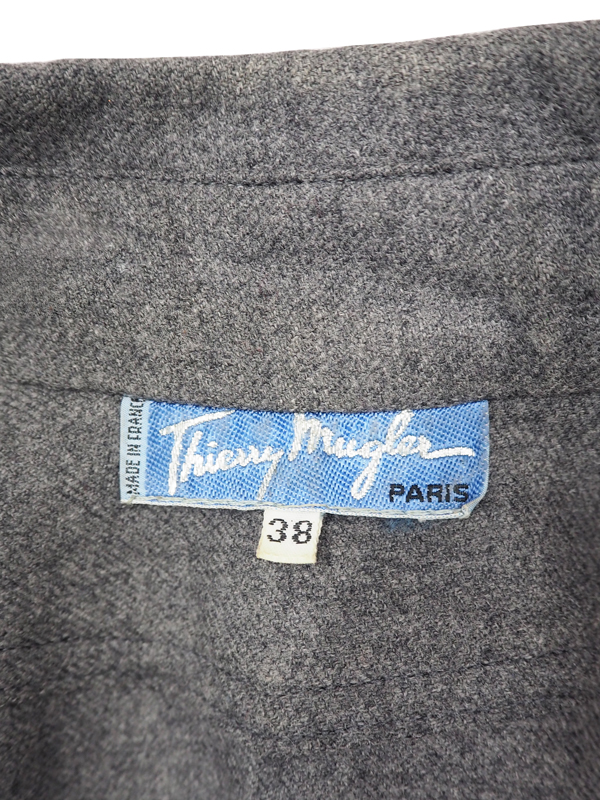 MADE IN FRANCE
Thierry Mugler
PARIS
38